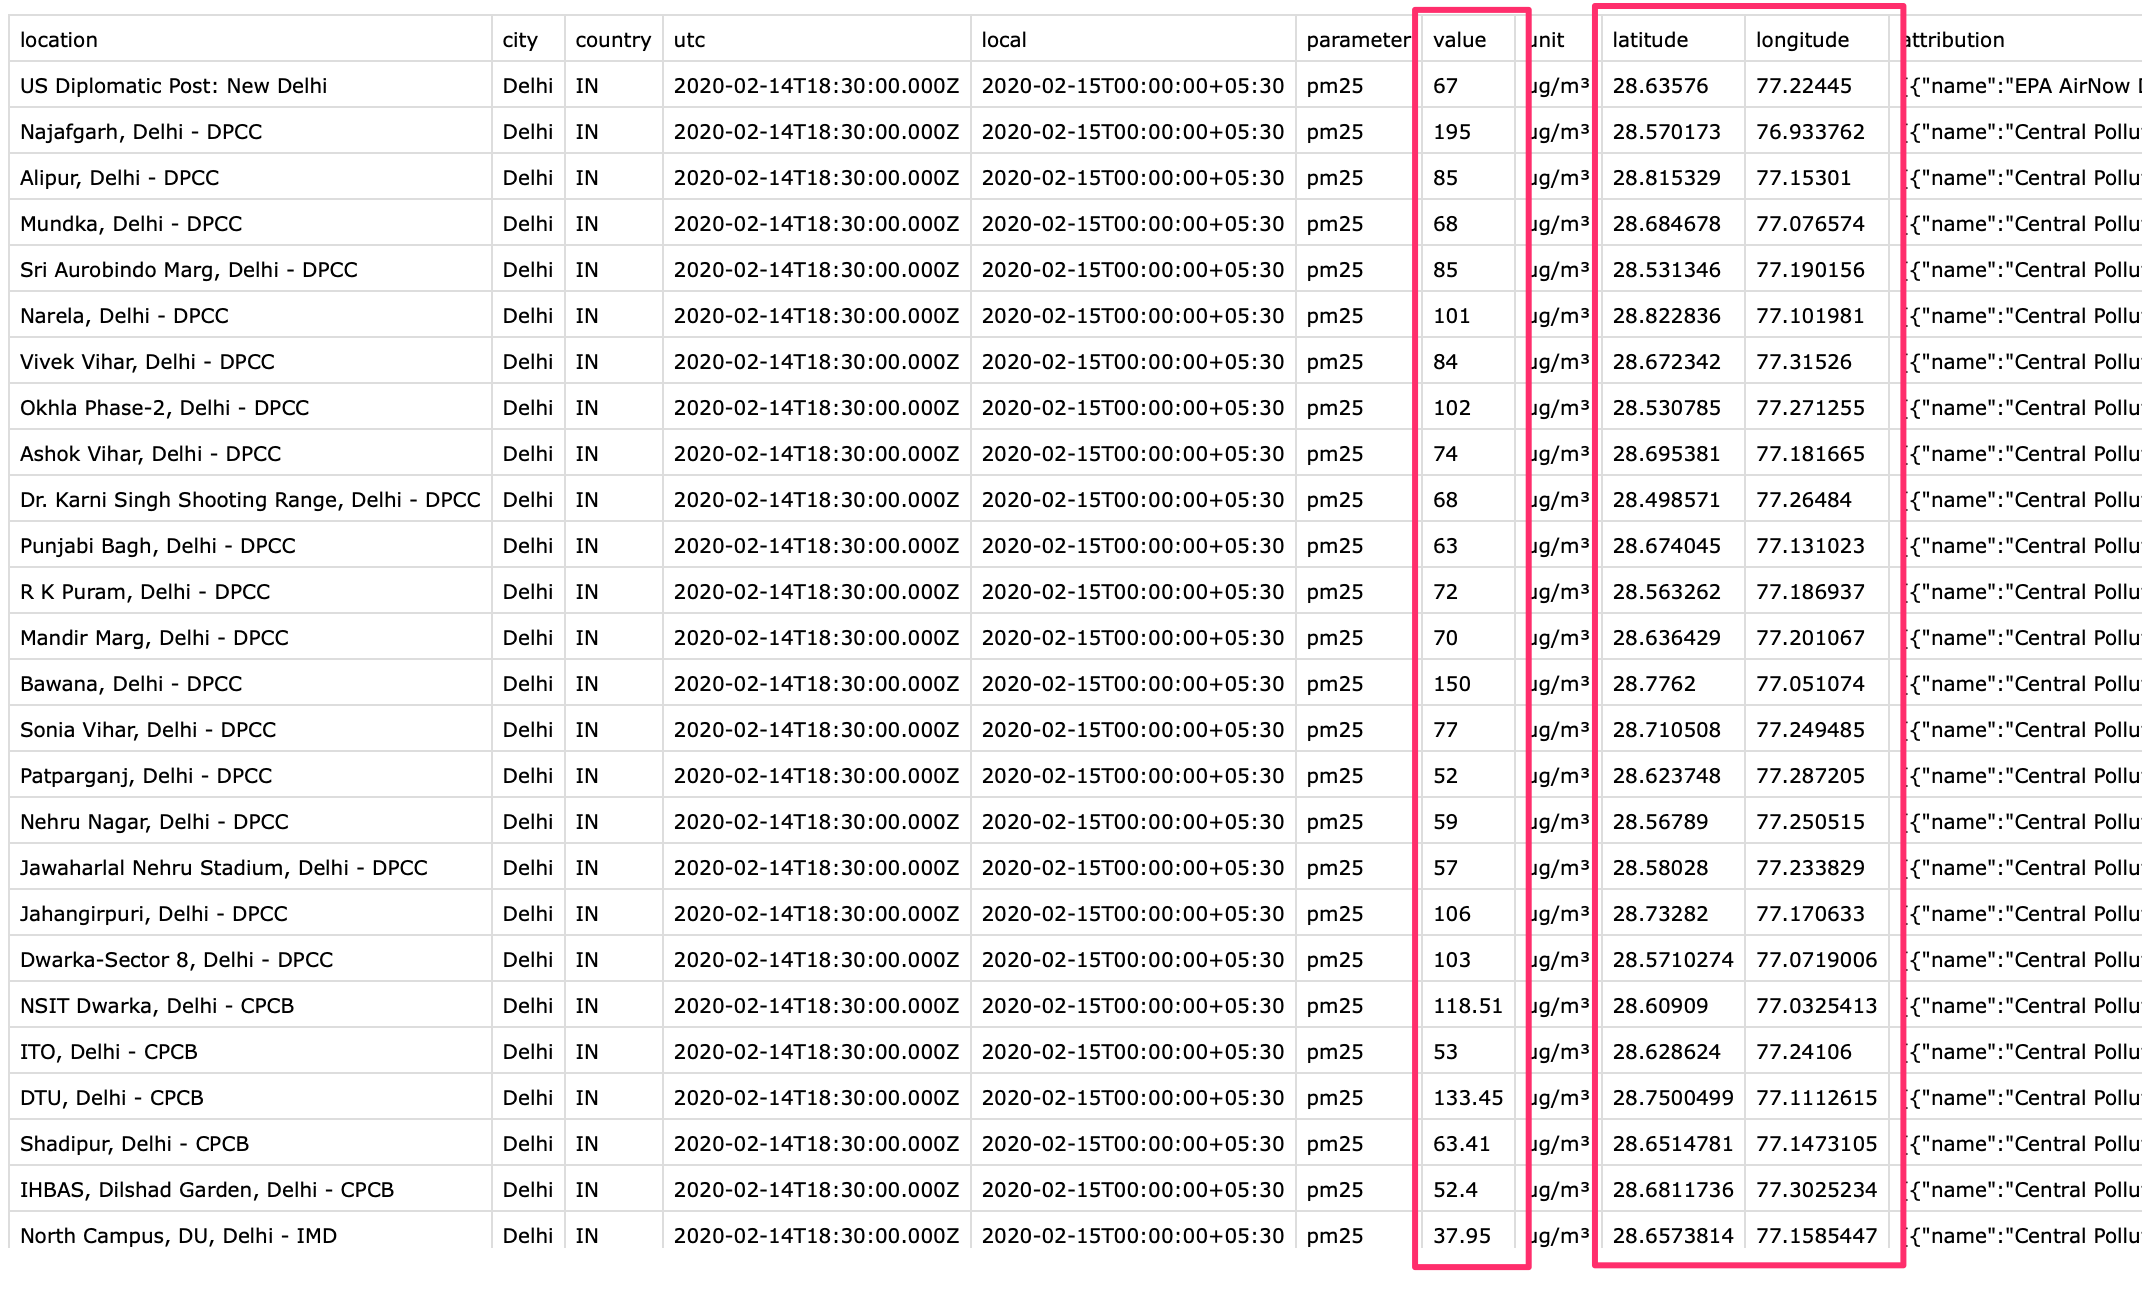 location city country utc local parameter value unit latitude longitude attribution
US Diplomatic Post: New Delhi Delhi IN 2020-02-14T18:30:00.000Z 2020-02-15T00:00:00+05:30 pm25 67 µg/m³ 28.63576 77.22445 [{"name":"EPA AirNow
Najafgarh, Delhi - DPCC Delhi IN 2020-02-14T18:30:00.000Z 2020-02-15T00:00:00+05:30 pm25 195 µg/m³ 28.570173 76.933762 [{"name":"Central Pollu
Alipur, Delhi - DPCC Delhi IN 2020-02-14T18:30:00.000Z 2020-02-15T00:00:00+05:30 pm25 85 µg/m³ 28.815329 77.15301 [{"name":"Central Pollu
Mundka, Delhi - DPCC Delhi IN 2020-02-14T18:30:00.000Z 2020-02-15T00:00:00+05:30 pm25 68 µg/m³ 28.684678 77.076574 [{"name":"Central Pollu
Sri Aurobindo Marg, Delhi - DPCC Delhi IN 2020-02-14T18:30:00.000Z 2020-02-15T00:00:00+05:30 pm25 85 µg/m³ 28.531346 77.190156 [{"name":"Central Pollu
Narela, Delhi - DPCC Delhi IN 2020-02-14T18:30:00.000Z 2020-02-15T00:00:00+05:30 pm25 101 µg/m³ 28.822836 77.101981 [{"name":"Central Pollu
Vivek Vihar, Delhi - DPCC Delhi IN 2020-02-14T18:30:00.000Z 2020-02-15T00:00:00+05:30 pm25 84 µg/m³ 28.672342 77.31526 [{"name":"Central Pollu
Okhla Phase-2, Delhi - DPCC Delhi IN 2020-02-14T18:30:00.000Z 2020-02-15T00:00:00+05:30 pm25 102 µg/m³ 28.530785 77.271255 [{"name":"Central Pollu
Ashok Vihar, Delhi - DPCC Delhi IN 2020-02-14T18:30:00.000Z 2020-02-15T00:00:00+05:30 pm25 74 µg/m³ 28.695381 77.181665 [{"name":"Central Pollu
Dr. Karni Singh Shooting Range, Delhi - DPCC Delhi IN 2020-02-14T18:30:00.000Z 2020-02-15T00:00:00+05:30 pm25 68 µg/m³ 28.498571 77.26484 [{"name":"Central Pollu
Punjabi Bagh, Delhi - DPCC Delhi IN 2020-02-14T18:30:00.000Z 2020-02-15T00:00:00+05:30 pm25 63 µg/m³ 28.674045 77.131023 [{"name":"Central Pollu
R K Puram, Delhi - DPCC Delhi IN 2020-02-14T18:30:00.000Z 2020-02-15T00:00:00+05:30 pm25 72 µg/m³ 28.563262 77.186937 [{"name":"Central Pollu
Mandir Marg, Delhi - DPCC Delhi IN 2020-02-14T18:30:00.000Z 2020-02-15T00:00:00+05:30 pm25 70 µg/m³ 28.636429 77.201067 [{"name":"Central Pollu
Bawana, Delhi - DPCC Delhi IN 2020-02-14T18:30:00.000Z 2020-02-15T00:00:00+05:30 pm25 150 µg/m³ 28.7762 77.051074 [{"name":"Central Pollu
Sonia Vihar, Delhi - DPCC Delhi IN 2020-02-14T18:30:00.000Z 2020-02-15T00:00:00+05:30 pm25 77 µg/m³ 28.710508 77.249485 [{"name":"Central Pollu
Patparganj, Delhi - DPCC Delhi IN 2020-02-14T18:30:00.000Z 2020-02-15T00:00:00+05:30 pm25 52 µg/m³ 28.623748 77.287205 [{"name":"Central Pollu
Nehru Nagar, Delhi - DPCC Delhi IN 2020-02-14T18:30:00.000Z 2020-02-15T00:00:00+05:30 pm25 59 µg/m³ 28.56789 77.250515 [{"name":"Central Pollu
Jawaharlal Nehru Stadium, Delhi - DPCC Delhi IN 2020-02-14T18:30:00.000Z 2020-02-15T00:00:00+05:30 pm25 57 µg/m³ 28.58028 77.233829 [{"name":"Central Pollu
Jahangirpuri, Delhi - DPCC Delhi IN 2020-02-14T18:30:00.000Z 2020-02-15T00:00:00+05:30 pm25 106 µg/m³ 28.73282 77.170633 [{"name":"Central Pollu
Dwarka-Sector 8, Delhi - DPCC Delhi IN 2020-02-14T18:30:00.000Z 2020-02-15T00:00:00+05:30 pm25 103 µg/m³ 28.5710274 77.0719006 [{"name":"Central Pollu
NSIT Dwarka, Delhi - CPCB Delhi IN 2020-02-14T18:30:00.000Z 2020-02-15T00:00:00+05:30 pm25 118.51 µg/m³ 28.60909 77.0325413 [{"name":"Central Pollu
ITO, Delhi - CPCB Delhi IN 2020-02-14T18:30:00.000Z 2020-02-15T00:00:00+05:30 pm25 53 µg/m³ 28.628624 77.24106 [{"name":"Central Pollu
DTU, Delhi - CPCB Delhi IN 2020-02-14T18:30:00.000Z 2020-02-15T00:00:00+05:30 pm25 133.45 µg/m³ 28.7500499 77.1112615 [{"name":"Central Pollu
Shadipur, Delhi - CPCB Delhi IN 2020-02-14T18:30:00.000Z 2020-02-15T00:00:00+05:30 pm25 63.41 µg/m³ 28.6514781 77.1473105 [{"name":"Central Pollu
IHBAS, Dilshad Garden, Delhi - CPCB Delhi IN 2020-02-14T18:30:00.000Z 2020-02-15T00:00:00+05:30 pm25 52.4 µg/m³ 28.6811736 77.3025234 [{"name":"Central Pollu
North Campus, DU, Delhi - IMD Delhi IN 2020-02-14T18:30:00.000Z 2020-02-15T00:00:00+05:30 pm25 37.95 µg/m³ 28.6573814 77.1585447 [{"name":"Central Pollu